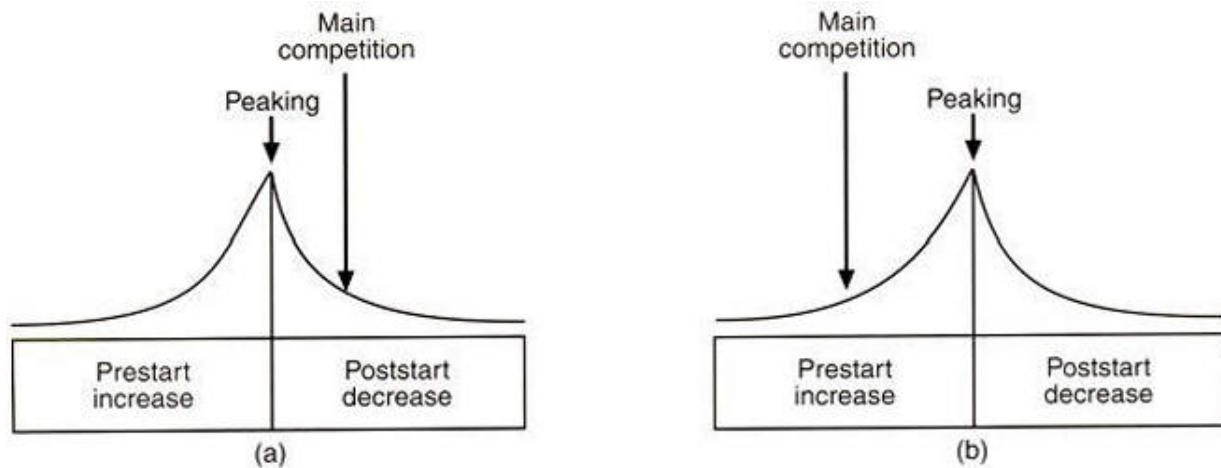 Main
competition
Peaking
Prestart
increase
Poststart
decrease
(a)
Main
competition
Peaking
Prestart
increase
Poststart
decrease
(b)